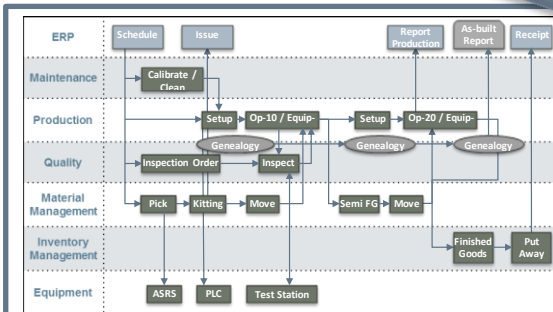 ERP
Schedule
Issue
Report
Production
As-built
Report
Receipt
Maintenance
Calibrate /
Clean
Production
Setup
Op-10 / Equip-
Setup
Op-20 / Equip-
Genealogy
Genealogy
Genealogy
Quality
Inspection Order
Inspect
Material
Management
Pick
Kitting
Move
Semi FG
Move
Inventory
Management
Finished
Goods
Put
Away
Equipment
ASRS
PLC
Test Station